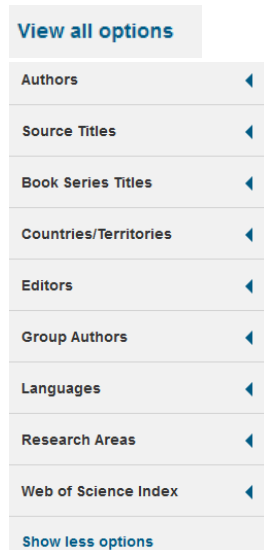 View all options
Authors
Source Titles
Book Series Titles
Countries/Territories
Editors
Group Authors
Languages
Research Areas
Web of Science Index
Show less options